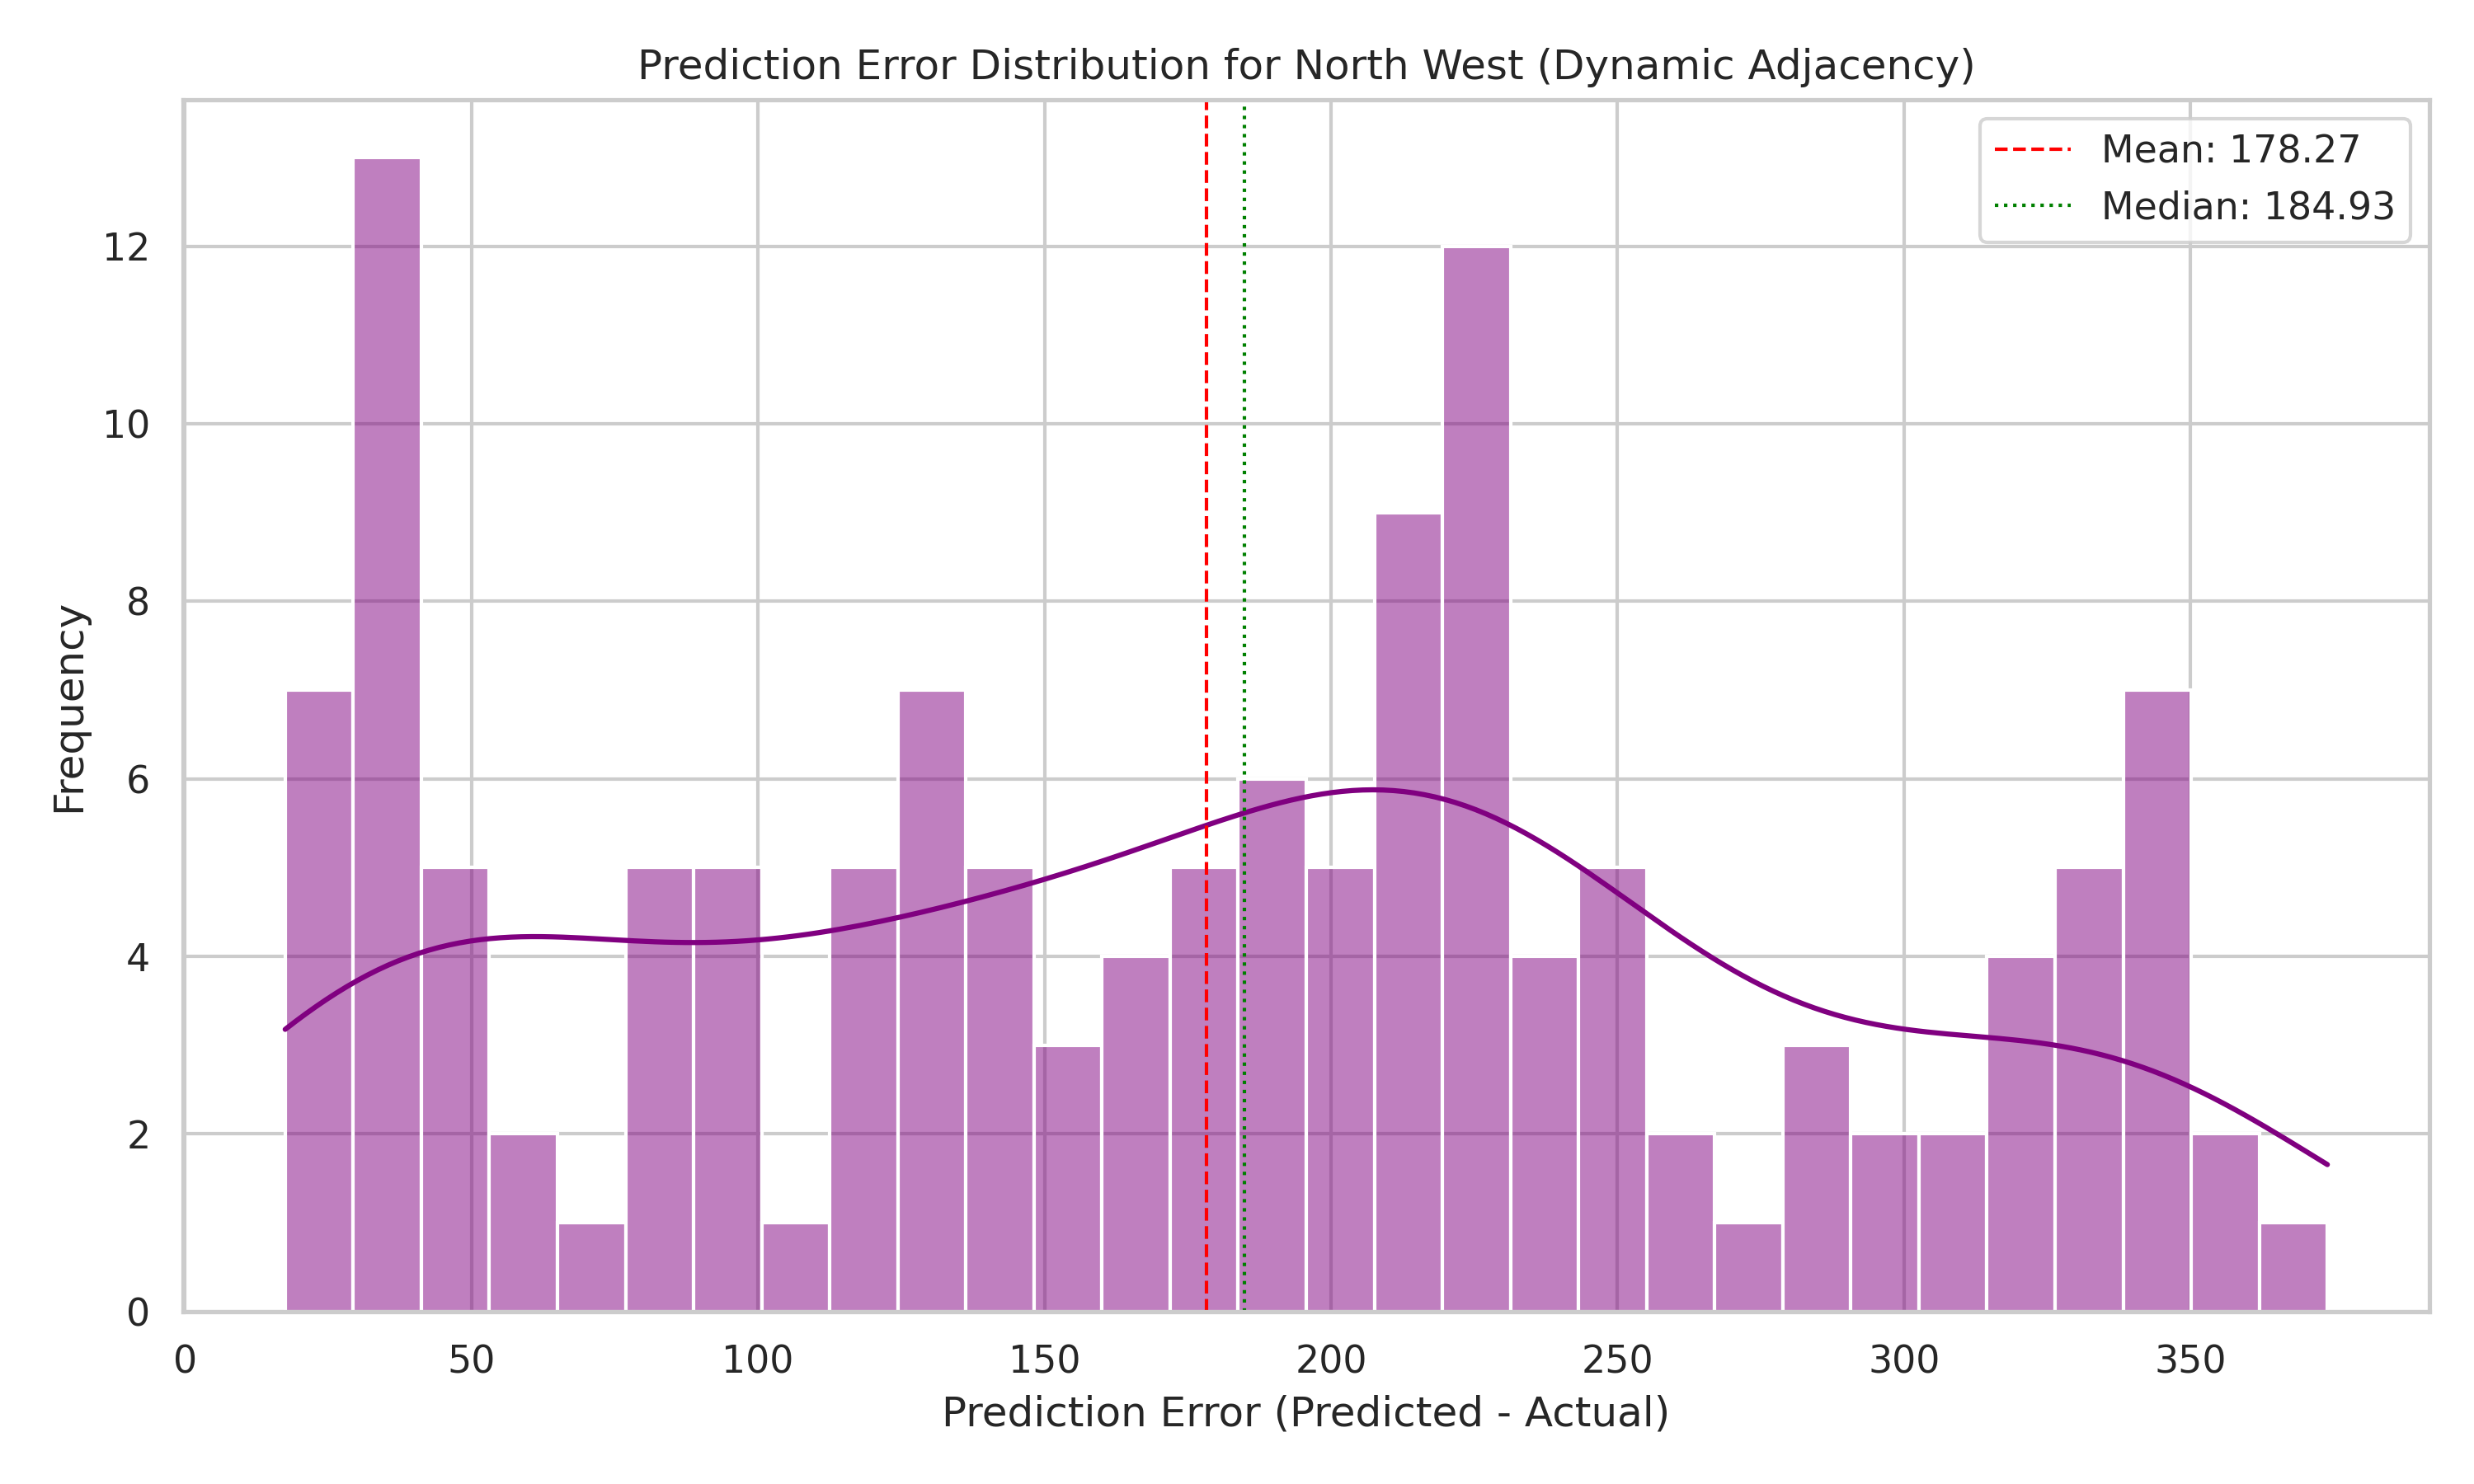 Prediction Error Distribution for North West (Dynamic Adjacency)
Mean: 178.27
Median: 184.93
Frequency
12
10
8
6
4
2
0
0 50 100 150 200 250 300 350
Prediction Error (Predicted - Actual)